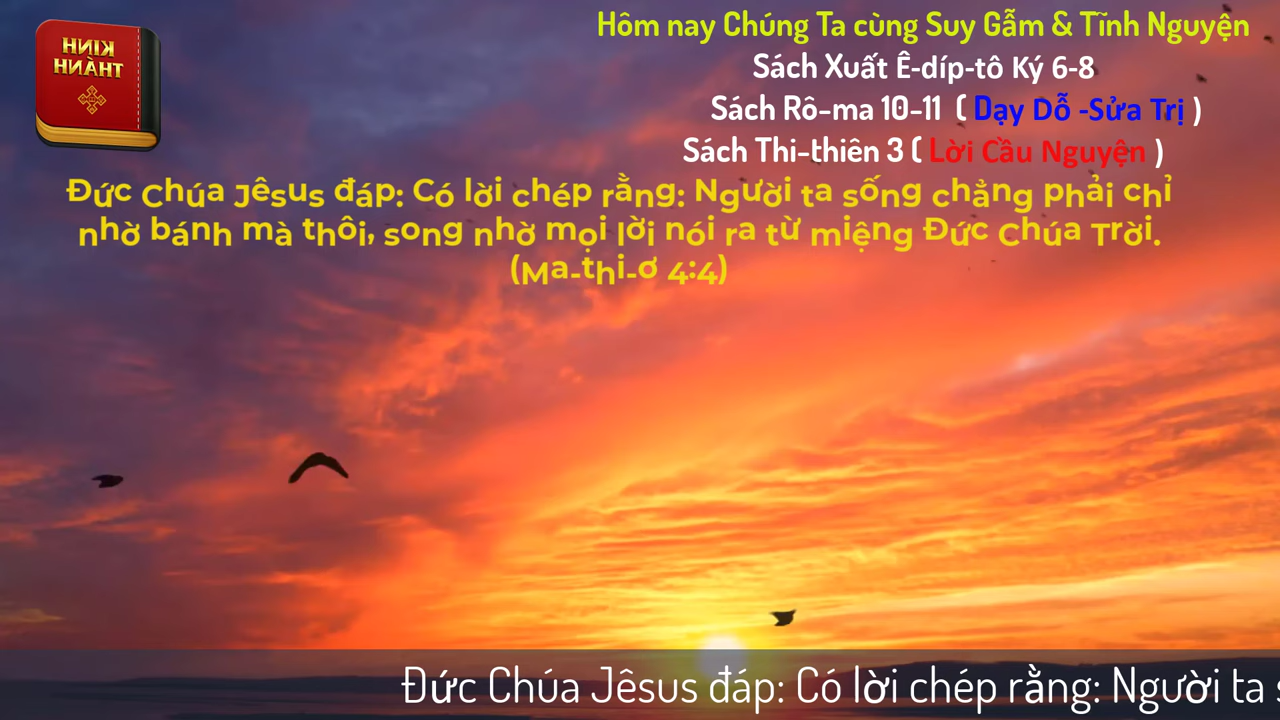 KINH
THÀNH
Hôm nay Chúng Ta cùng Suy Gẫm & Tĩnh Nguyện
Sách Xuất Ê-díp-tô Ký 6-8
Sách Rô-ma 10-11 ( Dạy Dỗ -Sửa Trị )
Sách Thi-thiên 3 ( Lời Cầu Nguyện )
Đức Chúa Jêsus đáp: Có lời chép rằng: Người ta sống chẳng phải chỉ
nhờ bánh mà thôi, song nhờ mọi lời nói ra từ miệng Đức Chúa Trời.
(Ma-thi-ơ 4:4)
Đức Chúa Jêsus đáp: Có lời chép rằng: Người ta